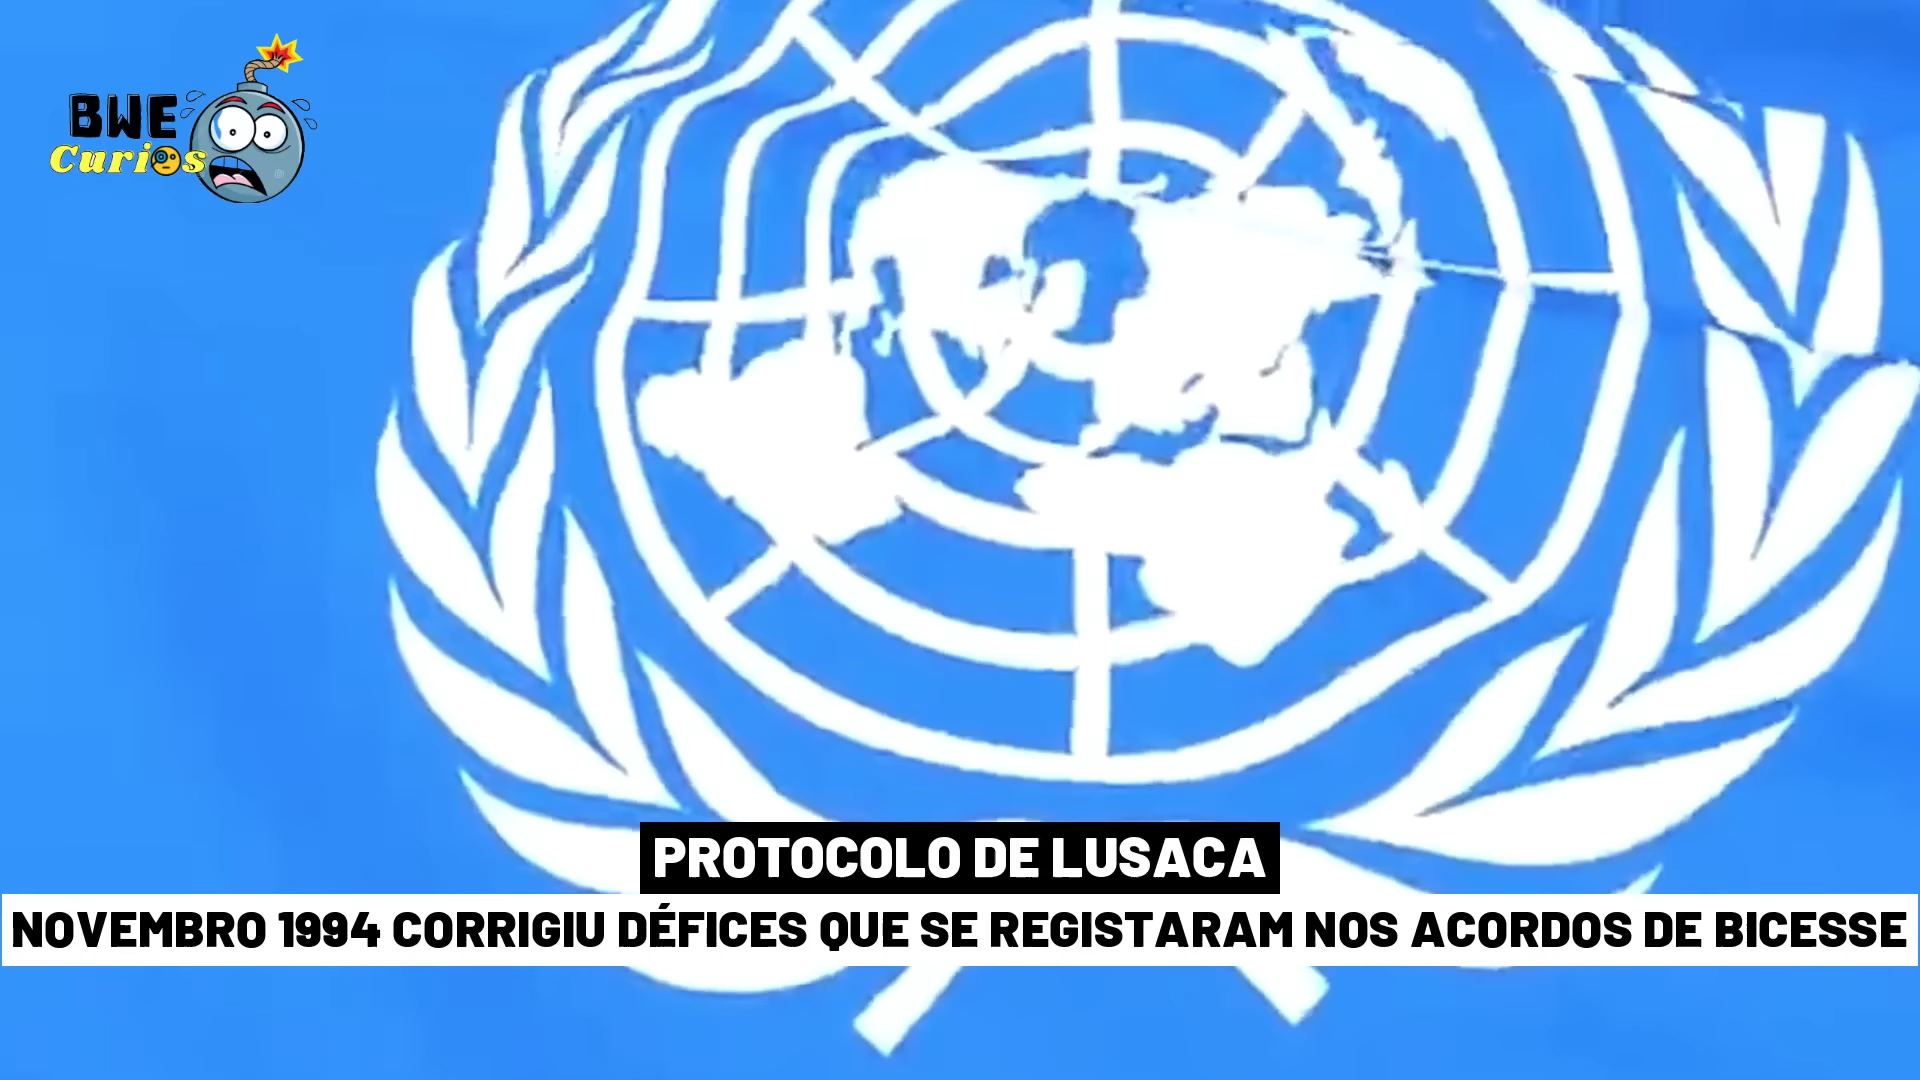 BWE
Curios
PROTOCOLO DE LUSACA
NOVEMBRO 1994 CORRIGIU DÉFICES QUE SE REGISTARAM NOS ACORDOS DE BICESSE